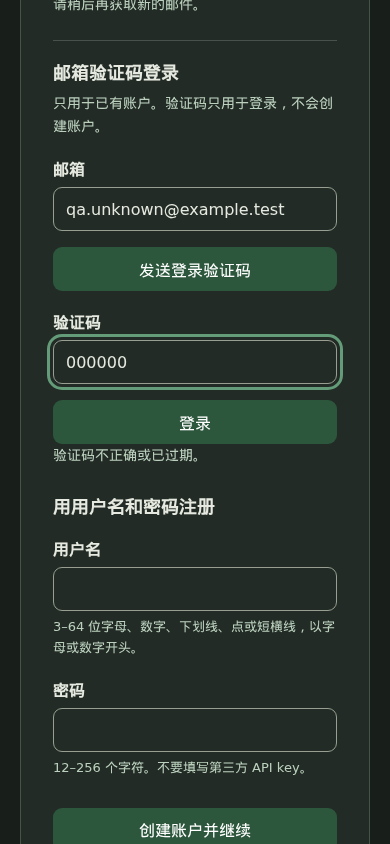 请稍后再获取新的邮件。
邮箱验证码登录
只用于已有账户。验证码只用于登录，不会创
建账户。
邮箱
qa.unknown@example.test
发送登录验证码
验证码
000000
登录
验证码不正确或已过期。
用用户名和密码注册
用户名
3–64 位字母、数字、下划线、点或短横线，以字
母或数字开头。
密码
12–256 个字符。不要填写第三方 API key。
创建账户并继续